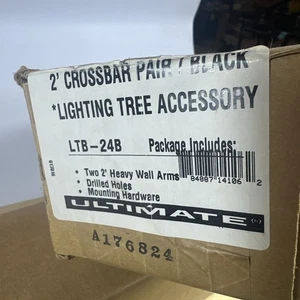 2' CROSSBAR PAIR / BLACK
*LIGHTING TREE ACCESSORY
LTB-24B Package Includes:
• Two 2' Heavy Wall Arms
• Drilled Holes
• Mounting Hardware
84087 14106 2
ULTIMATE
A176824